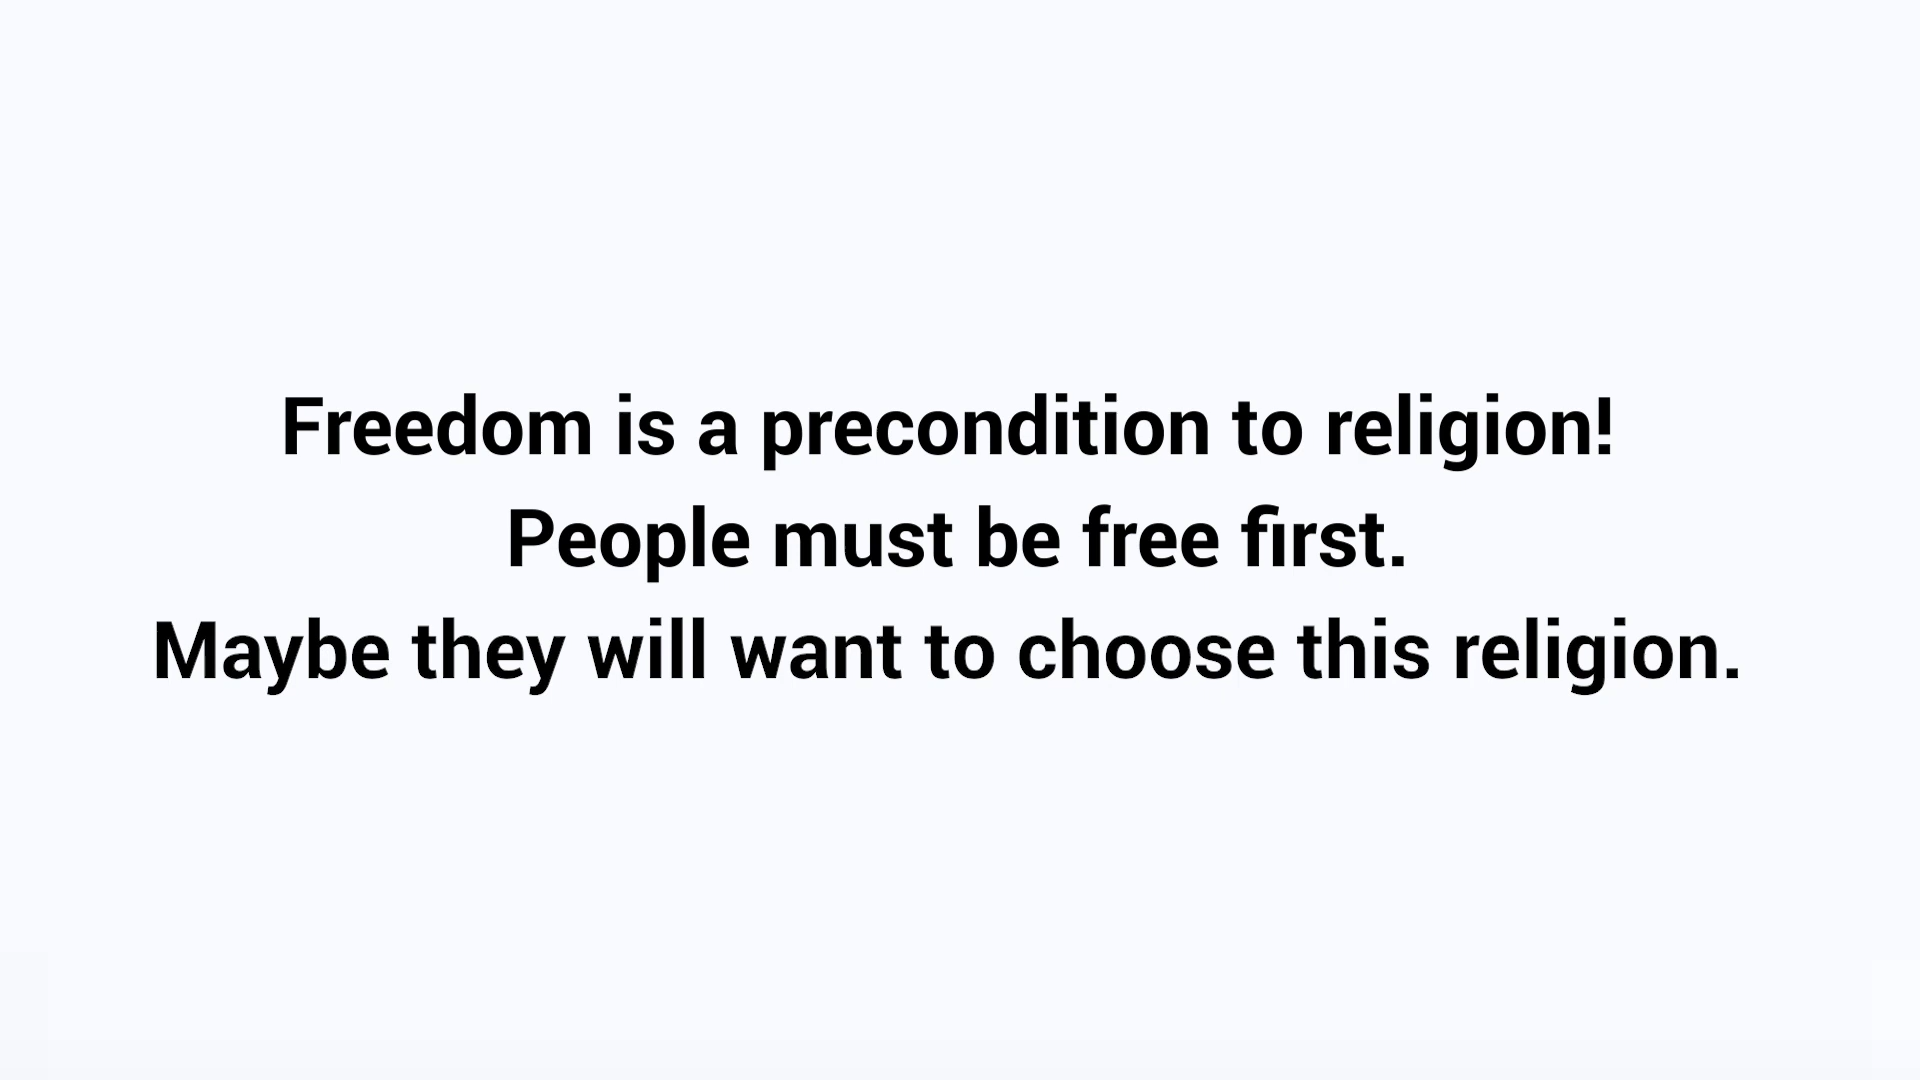 Freedom is a precondition to religion!
People must be free first.
Maybe they will want to choose this religion.